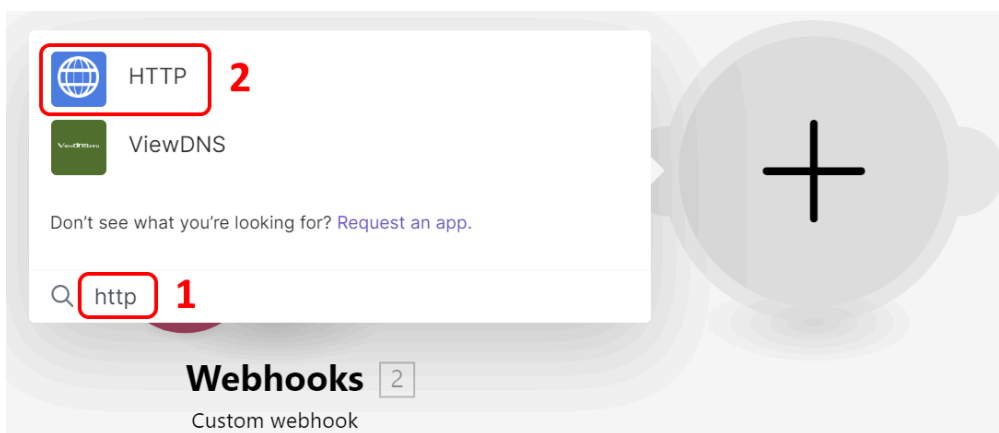 HTTP 2
ViewDNS
ViewDNS
Don't see what you're looking for? Request an app.
http 1
Webhooks 2
Custom webhook